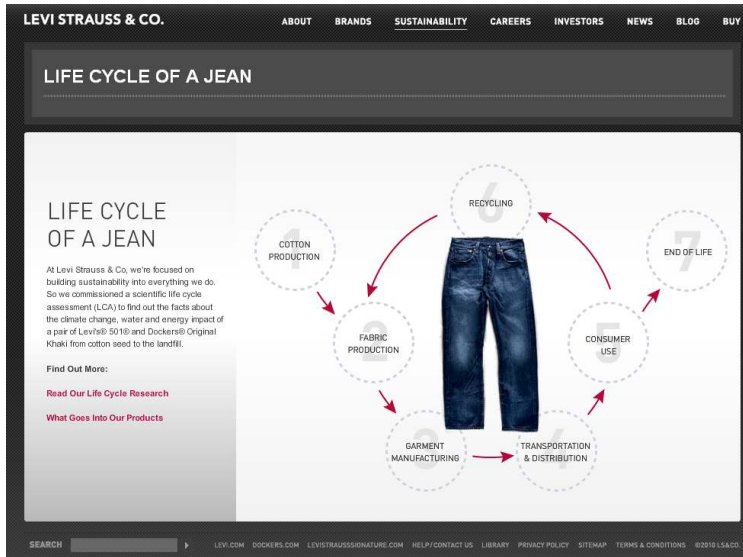 LEVI STRAUSS & CO.
ABOUT BRANDS SUSTAINABILITY CAREERS INVESTORS NEWS BLOG BUY
LIFE CYCLE OF A JEAN
LIFE CYCLE
OF A JEAN
At Levi Strauss & Co, we're focused on
building sustainability into everything we do.
So we commissioned a scientific life cycle
assessment (LCA) to find out the facts about
the climate change, water and energy impact of
a pair of Levi's® 501® and Dockers® Original
Khaki from cotton seed to the landfill.
Find Out More:
Read Our Life Cycle Research
What Goes Into Our Products
1
COTTON
PRODUCTION
2
FABRIC
PRODUCTION
3
GARMENT
MANUFACTURING
4
TRANSPORTATION
& DISTRIBUTION
5
CONSUMER
USE
6
RECYCLING
7
END OF LIFE
SEARCH
LEVI.COM DOCKERS.COM LEVISTRAUSSSIGNATURE.COM HELP/CONTACT US LIBRARY PRIVACY POLICY SITEMAP TERMS & CONDITIONS ©2010 LS&CO.